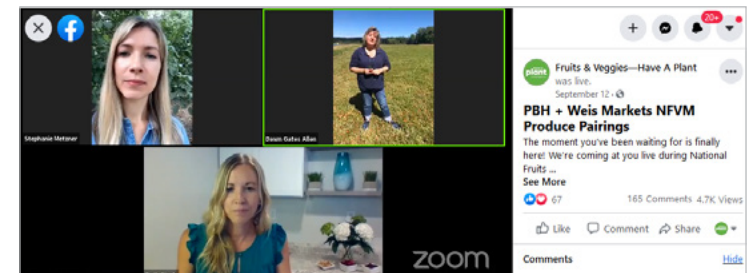 Stephanie Metzner
Dawn Gates Allen
zoom
20+
plant
Fruits & Veggies—Have A Plant
was live.
September 12 ·
PBH + Weis Markets NFVM
Produce Pairings
The moment you've been waiting for is finally
here! We're coming at you live during National
Fruits ...
See More
67
165 Comments 4.7K Views
Like Comment Share
Comments Hide